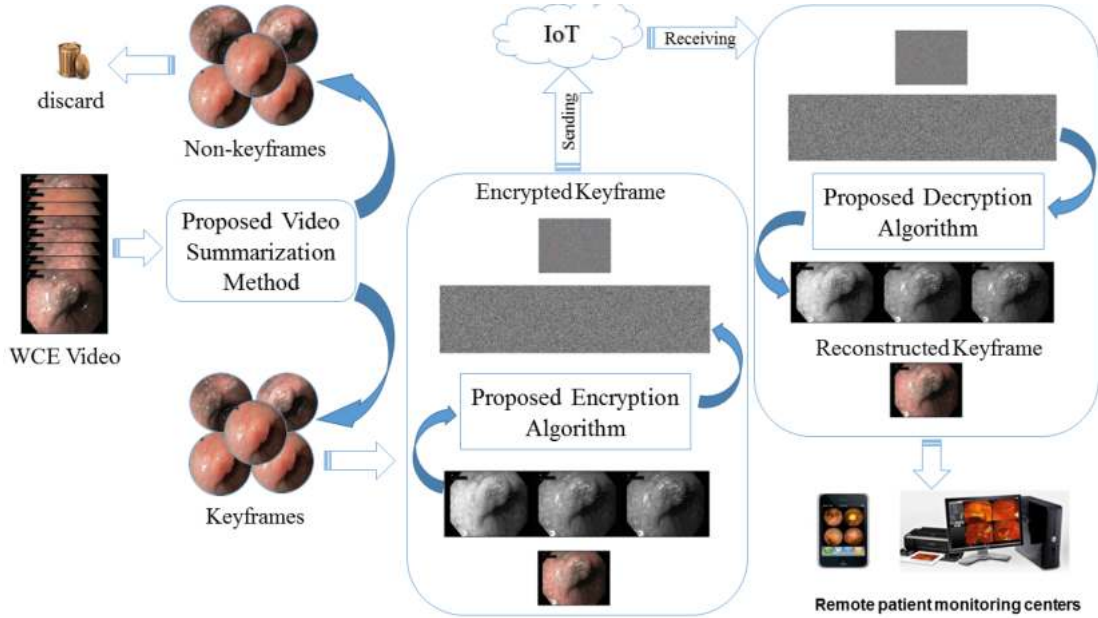 discard
Non-keyframes
WCE Video
Proposed Video
Summarization
Method
Keyframes
Encrypted Keyframe
Proposed Encryption
Algorithm
Sending
IoT
Receiving
Proposed Decryption
Algorithm
Reconstructed Keyframe
Remote patient monitoring centers